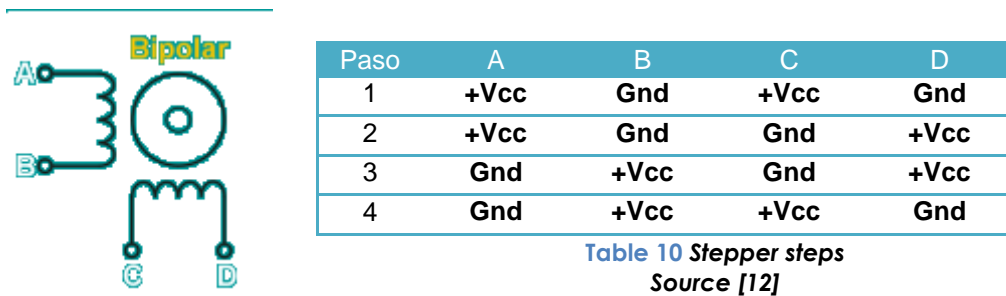 Bipolar
A
B
C
D
Paso A B C D
1 +Vcc Gnd +Vcc Gnd
2 +Vcc Gnd Gnd +Vcc
3 Gnd +Vcc Gnd +Vcc
4 Gnd +Vcc +Vcc Gnd
Table 10 Stepper steps
Source [12]